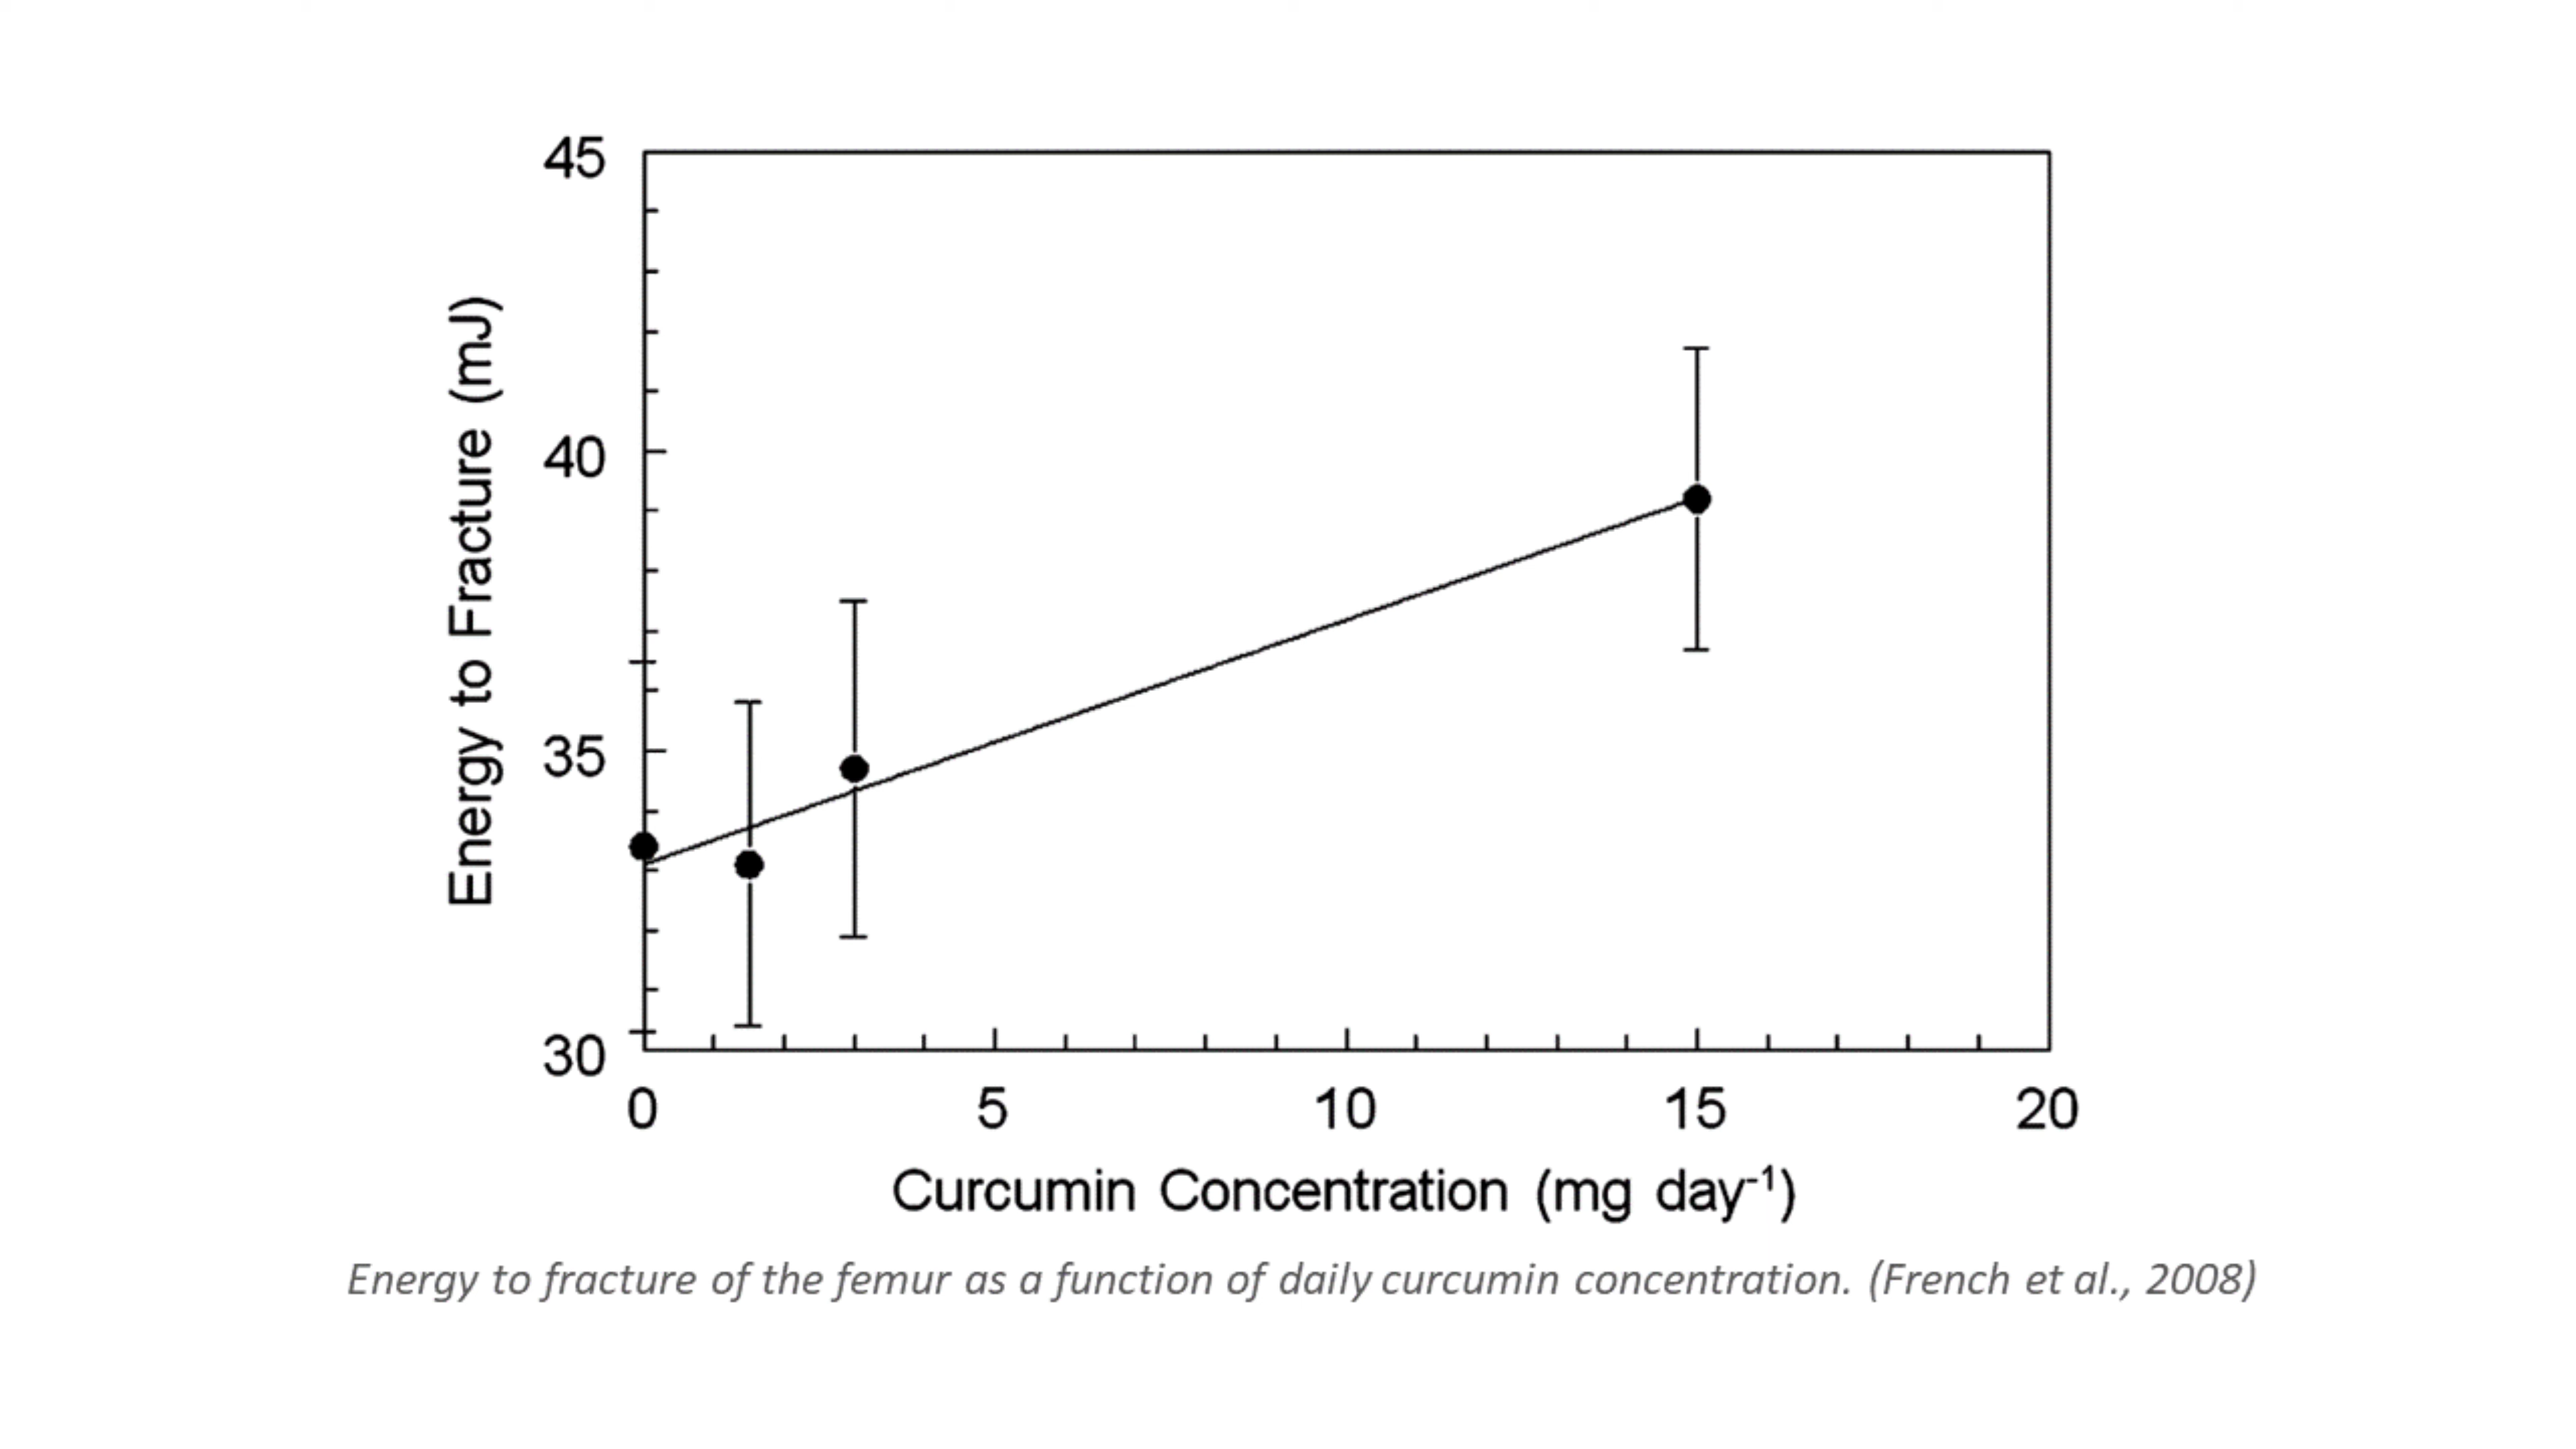 45
40
35
30
Energy to Fracture (mJ)
0 5 10 15 20
Curcumin Concentration (mg day⁻¹)
Energy to fracture of the femur as a function of daily curcumin concentration. (French et al., 2008)